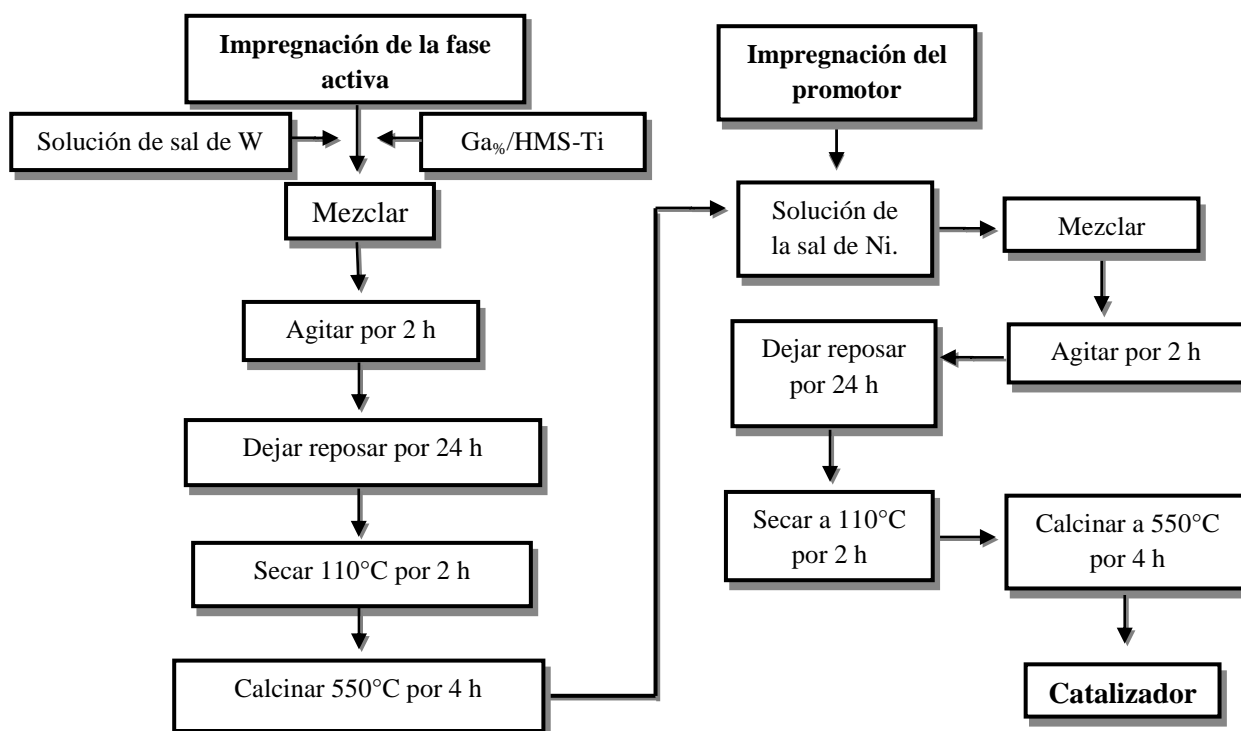 Impregnación de la fase
activa
Solución de sal de W
Ga%/HMS-Ti
Mezclar
Agitar por 2 h
Dejar reposar por 24 h
Secar 110°C por 2 h
Calcinar 550°C por 4 h
Impregnación del
promotor
Solución de
la sal de Ni.
Mezclar
Agitar por 2 h
Dejar reposar
por 24 h
Secar a 110°C
por 2 h
Calcinar a 550°C
por 4 h
Catalizador